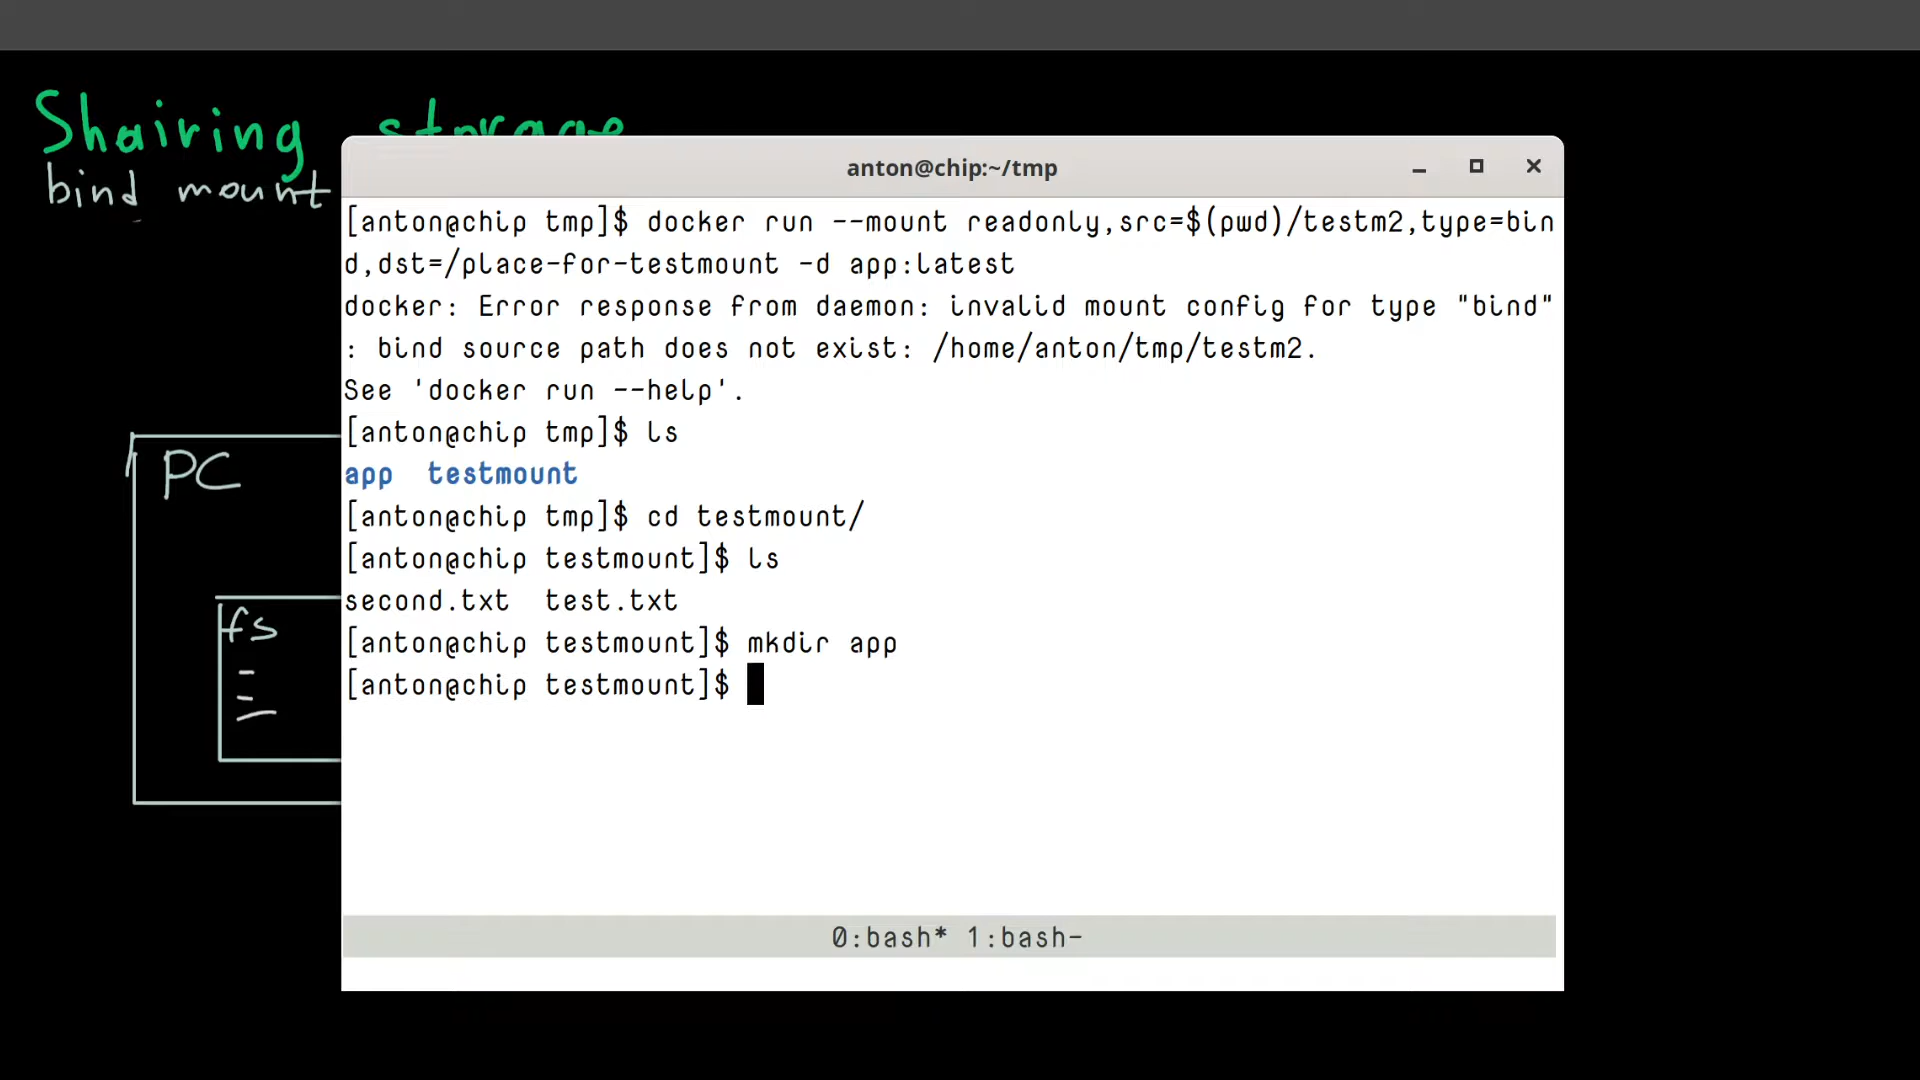 Shairing storage
bind mount
anton@chip:~/tmp
[anton@chip tmp]$ docker run --mount readonly,src=$(pwd)/testm2,type=bin
d,dst=/place-for-testmount -d app:latest
docker: Error response from daemon: invalid mount config for type "bind"
: bind source path does not exist: /home/anton/tmp/testm2.
See 'docker run --help'.
[anton@chip tmp]$ ls
app testmount
[anton@chip tmp]$ cd testmount/
[anton@chip testmount]$ ls
second.txt test.txt
[anton@chip testmount]$ mkdir app
[anton@chip testmount]$
0:bash* 1:bash-
PC
fs